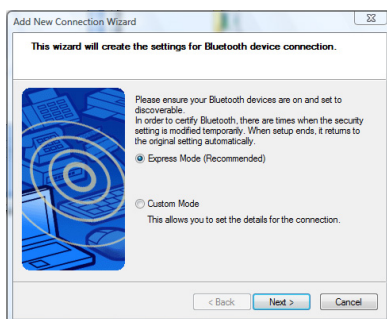 Add New Connection Wizard
This wizard will create the settings for Bluetooth device connection.
Please ensure your Bluetooth devices are on and set to
discoverable.
In order to certify Bluetooth, there are times when the security
setting is modified temporarily. When setup ends, it returns to
the original setting automatically.
Express Mode (Recommended)
Custom Mode
This allows you to set the details for the connection.
< Back Next > Cancel